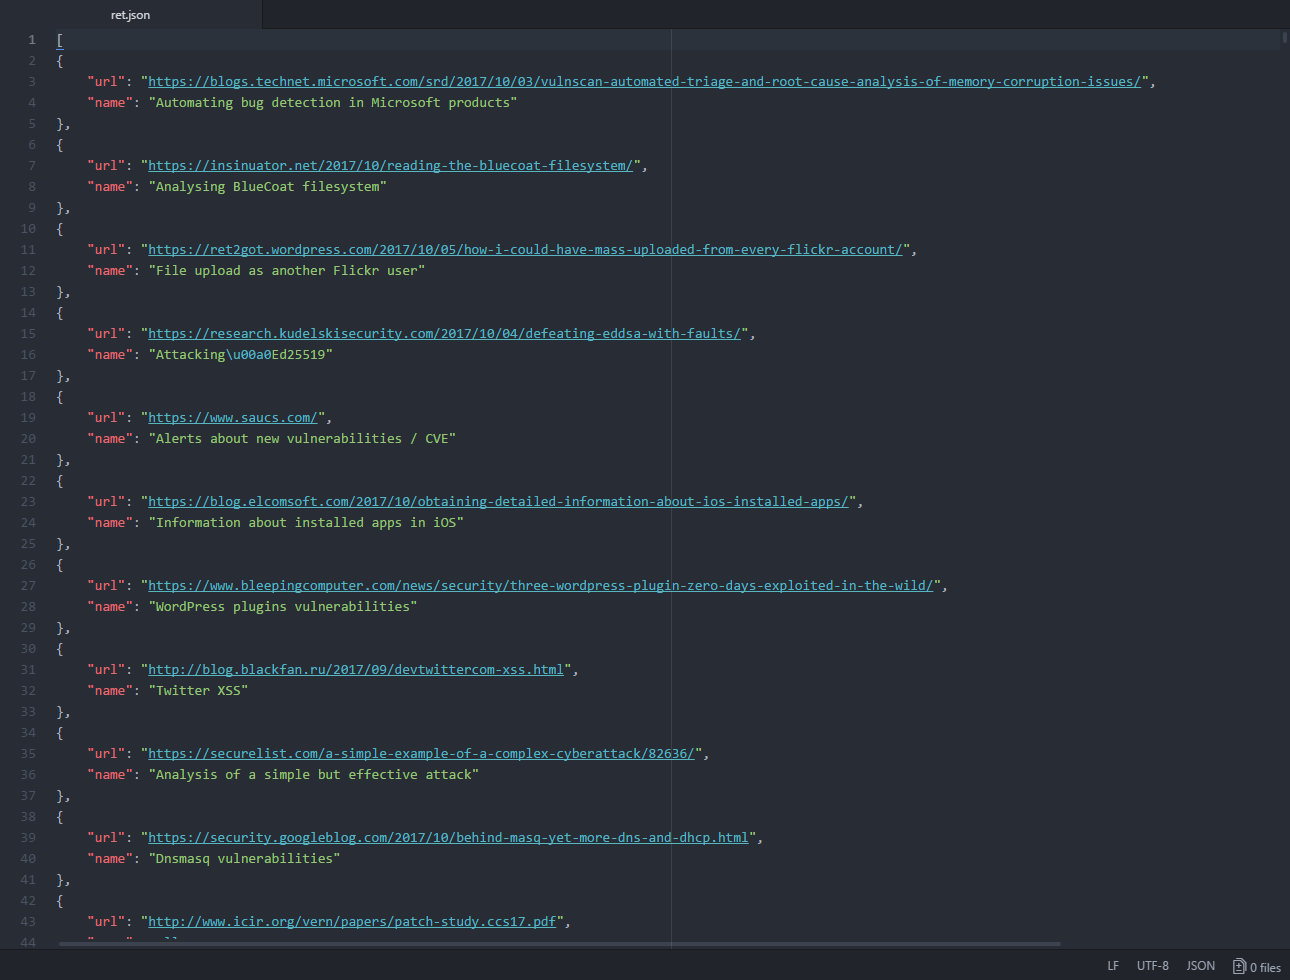 ret.json
1 [
2 {
3 "url": "https://blogs.technet.microsoft.com/srd/2017/10/03/vulnscan-automated-triage-and-root-cause-analysis-of-memory-corruption-issues/",
4 "name": "Automating bug detection in Microsoft products"
5 },
6 {
7 "url": "https://insinuator.net/2017/10/reading-the-bluecoat-filesystem/",
8 "name": "Analysing BlueCoat filesystem"
9 },
10 {
11 "url": "https://ret2got.wordpress.com/2017/10/05/how-i-could-have-mass-uploaded-from-every-flickr-account/",
12 "name": "File upload as another Flickr user"
13 },
14 {
15 "url": "https://research.kudelskisecurity.com/2017/10/04/defeating-eddsa-with-faults/",
16 "name": "Attacking\u00a0Ed25519"
17 },
18 {
19 "url": "https://www.saucs.com/",
20 "name": "Alerts about new vulnerabilities / CVE"
21 },
22 {
23 "url": "https://blog.elcomsoft.com/2017/10/obtaining-detailed-information-about-ios-installed-apps/",
24 "name": "Information about installed apps in iOS"
25 },
26 {
27 "url": "https://www.bleepingcomputer.com/news/security/three-wordpress-plugin-zero-days-exploited-in-the-wild/",
28 "name": "WordPress plugins vulnerabilities"
29 },
30 {
31 "url": "http://blog.blackfan.ru/2017/09/devtwittercom-xss.html",
32 "name": "Twitter XSS"
33 },
34 {
35 "url": "https://securelist.com/a-simple-example-of-a-complex-cyberattack/82636/",
36 "name": "Analysis of a simple but effective attack"
37 },
38 {
39 "url": "https://security.googleblog.com/2017/10/behind-masq-yet-more-dns-and-dhcp.html",
40 "name": "Dnsmasq vulnerabilities"
41 },
42 {
43 "url": "http://www.icir.org/vern/papers/patch-study.ccs17.pdf",
44
LF UTF-8 JSON 0 files